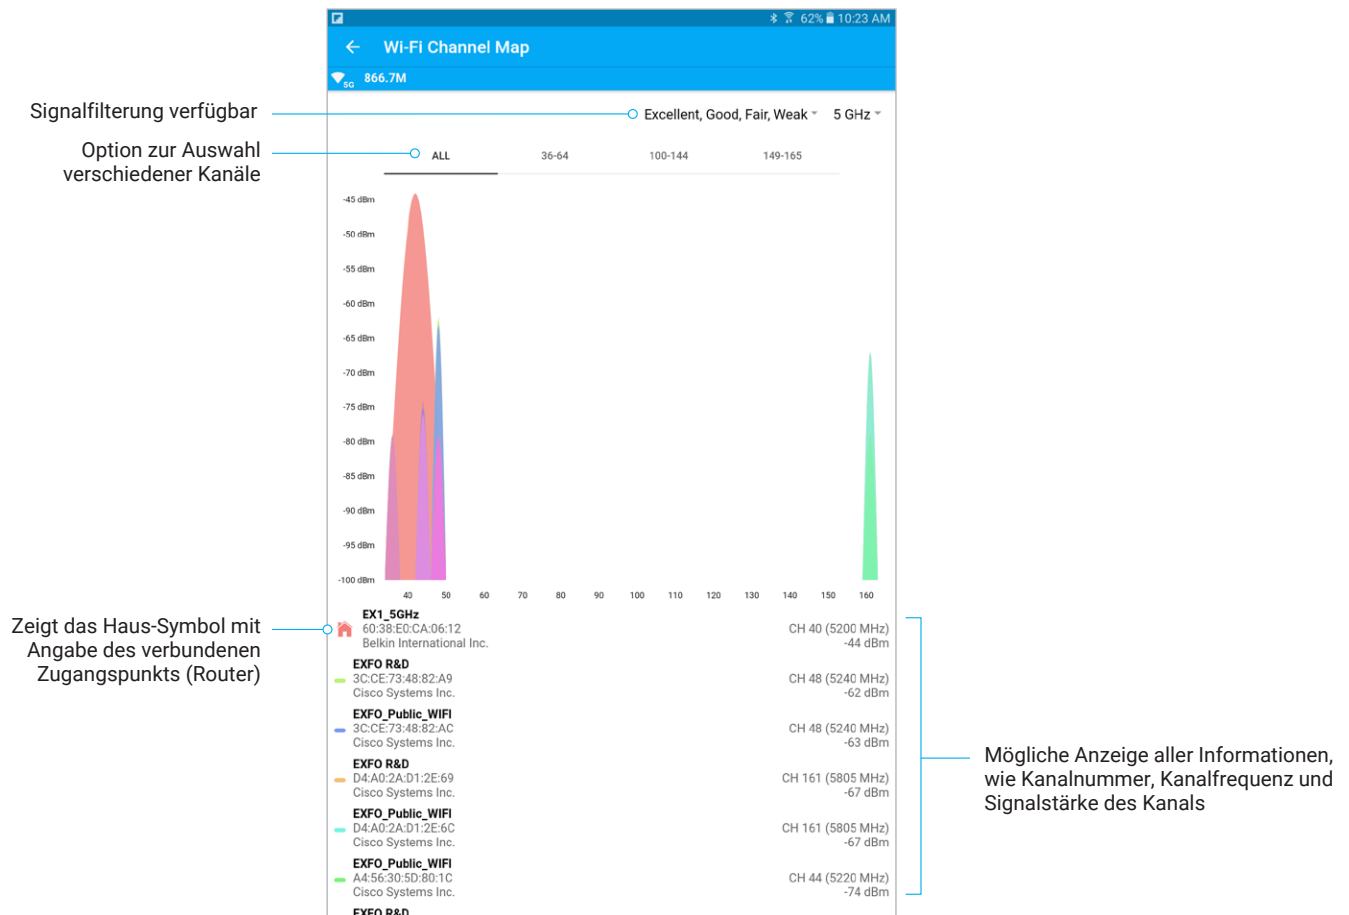 62% 10:23 AM
Wi-Fi Channel Map
5G 866.7M
Signalfilterung verfügbar
Excellent, Good, Fair, Weak 5 GHz
Option zur Auswahl
verschiedener Kanäle
ALL 36-64 100-144 149-165
-45 dBm
-50 dBm
-55 dBm
-60 dBm
-65 dBm
-70 dBm
-75 dBm
-80 dBm
-85 dBm
-90 dBm
-95 dBm
-100 dBm
40 50 60 70 80 90 100 110 120 130 140 150 160
Zeigt das Haus-Symbol mit
Angabe des verbundenen
Zugangspunkts (Router)
EX1_5GHz
60:38:E0:CA:06:12 CH 40 (5200 MHz)
Belkin International Inc. -44 dBm
EXFO R&D
3C:CE:73:48:82:A9 CH 48 (5240 MHz)
Cisco Systems Inc. -62 dBm
EXFO_Public_WIFI
3C:CE:73:48:82:AC CH 48 (5240 MHz)
Cisco Systems Inc. -63 dBm
EXFO R&D
D4:A0:2A:D1:2E:69 CH 161 (5805 MHz)
Cisco Systems Inc. -67 dBm
EXFO_Public_WIFI
D4:A0:2A:D1:2E:6C CH 161 (5805 MHz)
Cisco Systems Inc. -67 dBm
EXFO_Public_WIFI
A4:56:30:5D:80:1C CH 44 (5220 MHz)
Cisco Systems Inc. -74 dBm
EXFO R&D
Mögliche Anzeige aller Informationen,
wie Kanalnummer, Kanalfrequenz und
Signalstärke des Kanals